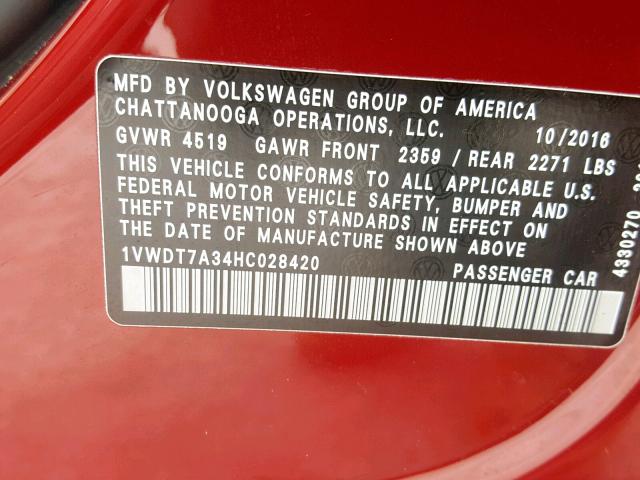 MFD BY VOLKSWAGEN GROUP OF AMERICA
CHATTANOOGA OPERATIONS, LLC. 10/2016
GVWR 4519 GAWR FRONT 2359 / REAR 2271 LBS
THIS VEHICLE CONFORMS TO ALL APPLICABLE U.S.
FEDERAL MOTOR VEHICLE SAFETY, BUMPER AND
THEFT PREVENTION STANDARDS IN EFFECT ON
THE DATE OF MANUFACTURE SHOWN ABOVE
1VWDT7A34HC028420 PASSENGER CAR
4330270